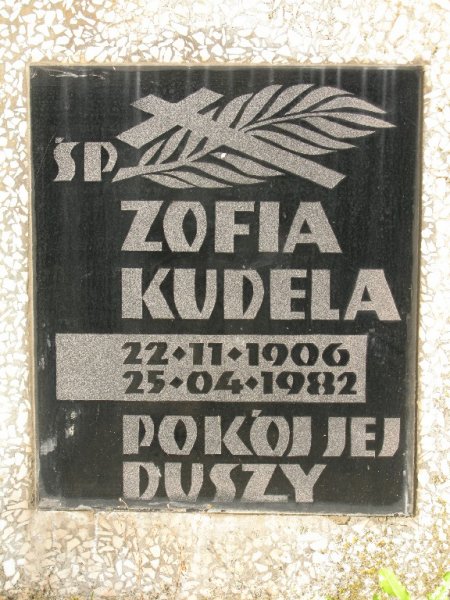 ŚP
ZOFIA
KUDELA
22•11•1906
25•04•1982
POKÓJ JEJ
DUSZY